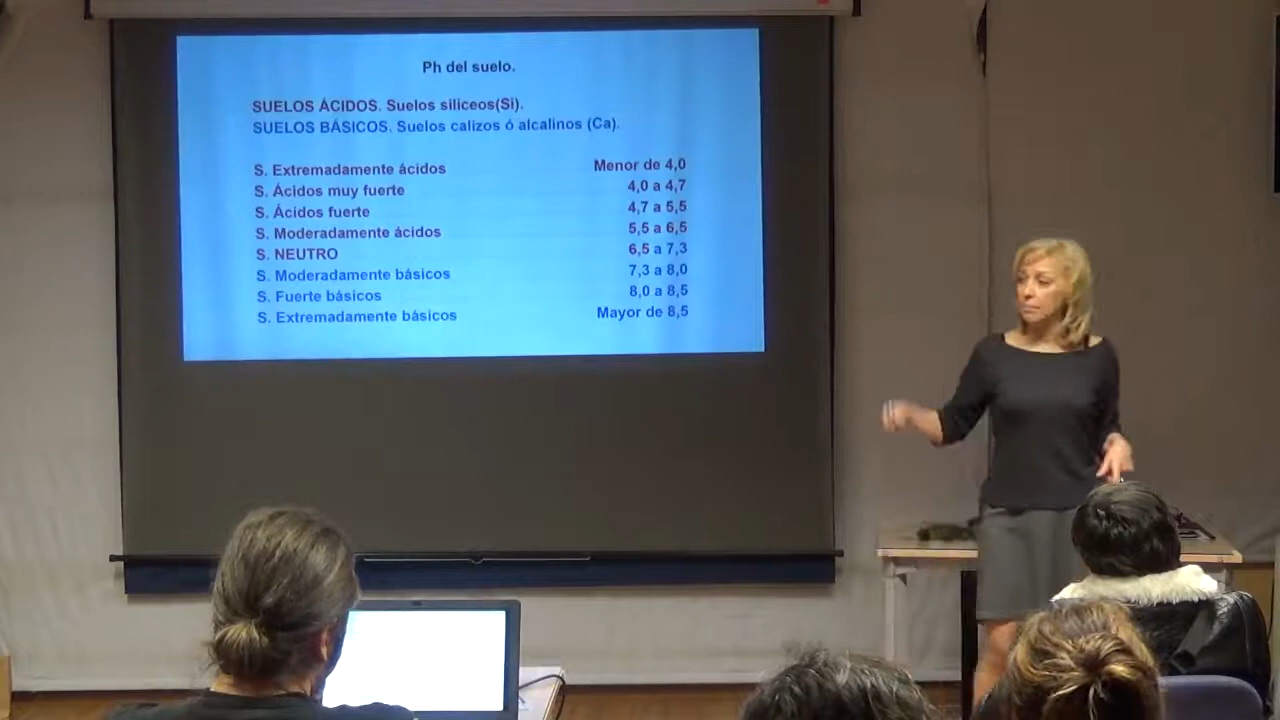 Ph del suelo.
SUELOS ÁCIDOS. Suelos siliceos(Si).
SUELOS BÁSICOS. Suelos calizos ó alcalinos (Ca).
S. Extremadamente ácidos Menor de 4,0
S. Ácidos muy fuerte 4,0 a 4,7
S. Ácidos fuerte 4,7 a 5,5
S. Moderadamente ácidos 5,5 a 6,5
S. NEUTRO 6,5 a 7,3
S. Moderadamente básicos 7,3 a 8,0
S. Fuerte básicos 8,0 a 8,5
S. Extremadamente básicos Mayor de 8,5